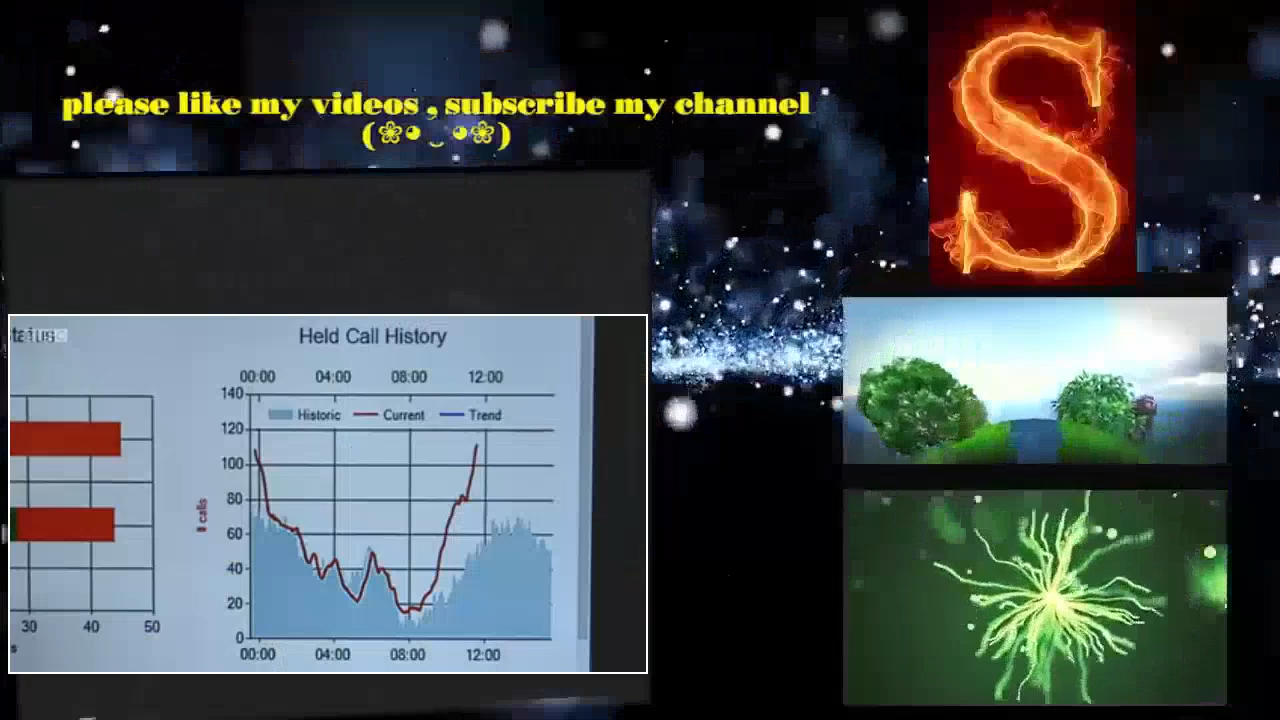 please like my videos , subscribe my channel
(❀◕ ‿ ◕❀)
S
Held Call History
00:00 04:00 08:00 12:00
Historic Current Trend
140
120
100
80
60
40
20
0
# calls
00:00 04:00 08:00 12:00
30 40 50